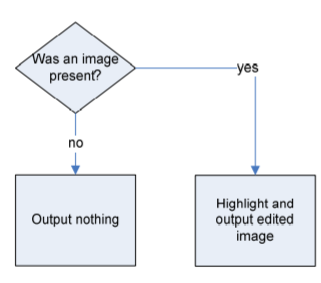 Was an image
present?
yes
no
Output nothing
Highlight and
output edited
image